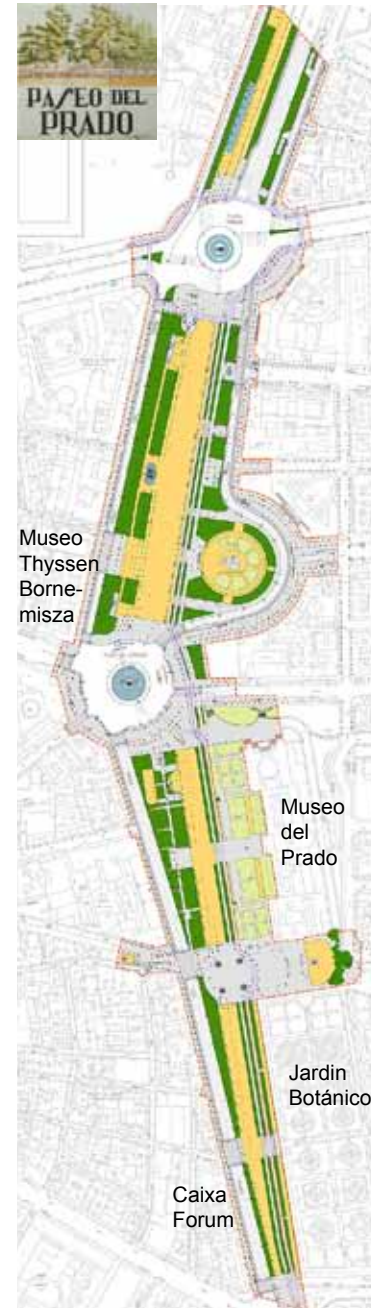 PASEO DEL
PRADO
Museo
Thyssen
Borne-
misza
Museo
del
Prado
Jardin
Botánico
Caixa
Forum